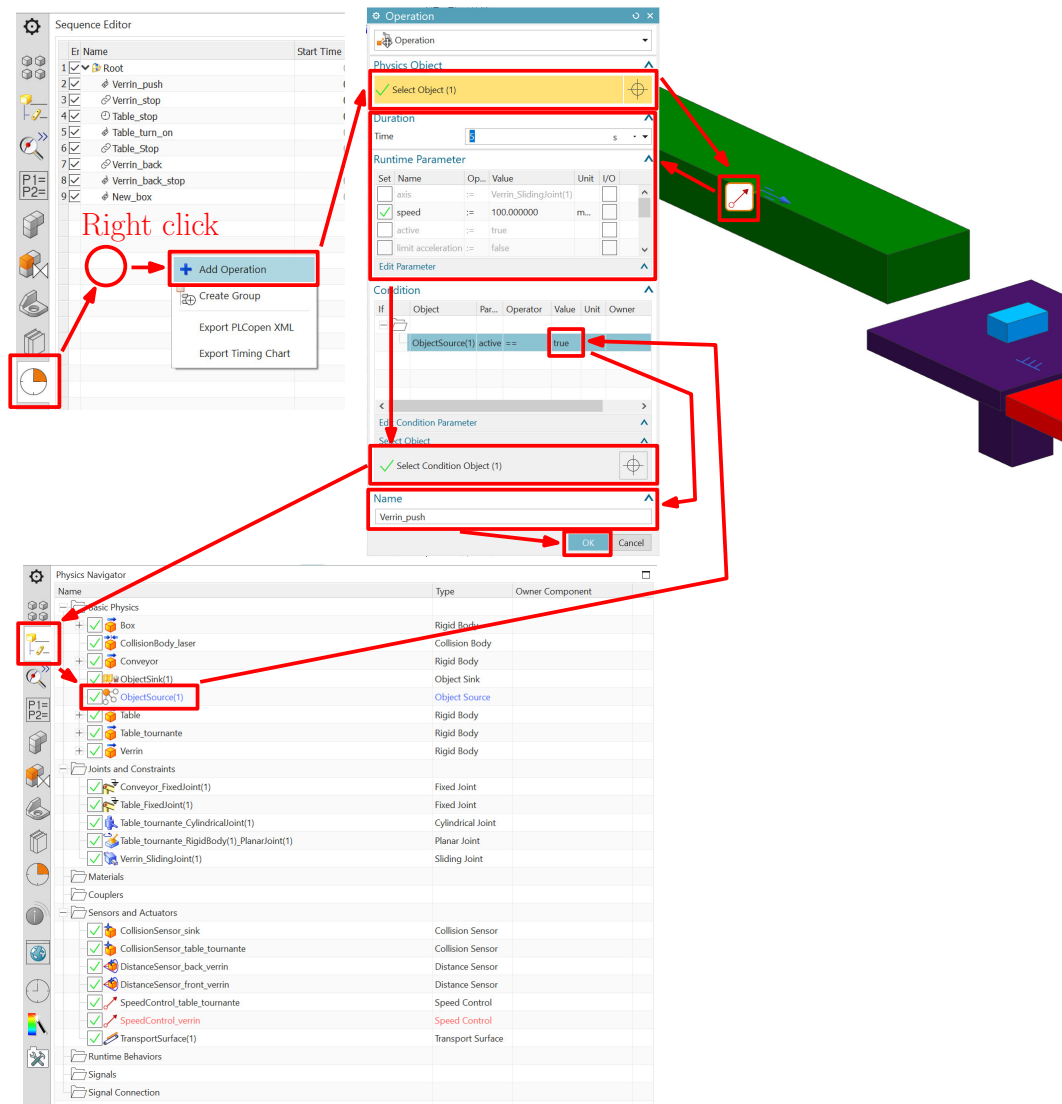 Sequence Editor
Er Name Start Time
1 Root
2 Verrin_push
3 Verrin_stop
4 Table_stop
5 Table_turn_on
6 Table_Stop
7 Verrin_back
8 Verrin_back_stop
9 New_box
P1=
P2=
Right click
Add Operation
Create Group
Export PLCopen XML
Export Timing Chart
Operation
Operation
Physics Object
Select Object (1)
Duration
Time 5 s
Runtime Parameter
Set Name Op... Value Unit I/O
axis := Verrin_SlidingJoint(1)
speed := 100.000000 m...
active := true
limit acceleration := false
Edit Parameter
Condition
If Object Par... Operator Value Unit Owner
ObjectSource(1) active == true
Edit Condition Parameter
Select Object
Select Condition Object (1)
Name
Verrin_push
OK Cancel
Physics Navigator
Name Type Owner Component
Basic Physics
Box Rigid Body
CollisionBody_laser Collision Body
Conveyor Rigid Body
ObjectSink(1) Object Sink
ObjectSource(1) Object Source
Table Rigid Body
Table_tournante Rigid Body
Verrin Rigid Body
Joints and Constraints
Conveyor_FixedJoint(1) Fixed Joint
Table_FixedJoint(1) Fixed Joint
Table_tournante_CylindricalJoint(1) Cylindrical Joint
Table_tournante_RigidBody(1)_PlanarJoint(1) Planar Joint
Verrin_SlidingJoint(1) Sliding Joint
Materials
Couplers
Sensors and Actuators
CollisionSensor_sink Collision Sensor
CollisionSensor_table_tournante Collision Sensor
DistanceSensor_back_verrin Distance Sensor
DistanceSensor_front_verrin Distance Sensor
SpeedControl_table_tournante Speed Control
SpeedControl_verrin Speed Control
TransportSurface(1) Transport Surface
Runtime Behaviors
Signals
Signal Connection
P1=
P2=